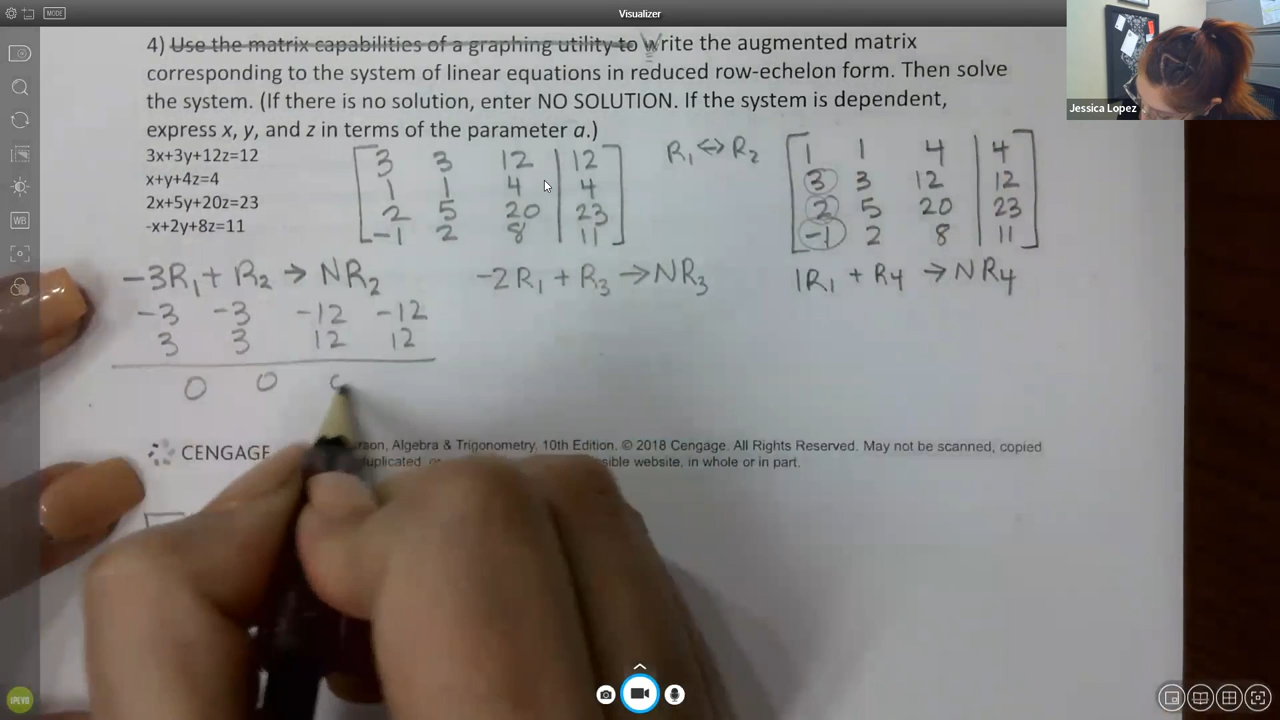 MODE
Visualizer
4) Use the matrix capabilities of a graphing utility to Write the augmented matrix
corresponding to the system of linear equations in reduced row-echelon form. Then solve
the system. (If there is no solution, enter NO SOLUTION. If the system is dependent,
express x, y, and z in terms of the parameter a.)
Jessica Lopez
3x+3y+12z=12
x+y+4z=4
2x+5y+20z=23
-x+2y+8z=11
3 3 12 | 12
1 1 4 | 4
2 5 20 | 23
-1 2 8 | 11
R1 ↔ R2
1 1 4 | 4
3 3 12 | 12
2 5 20 | 23
-1 2 8 | 11
-3R1 + R2 → NR2
-3 -3 -12 -12
3 3 12 12
0 0
-2R1 + R3 → NR3
1R1 + R4 → NR4
CENGAGE
Algebra & Trigonometry, 10th Edition. © 2018 Cengage. All Rights Reserved. May not be scanned, copied
website, in whole or in part.
WB
IPEVO